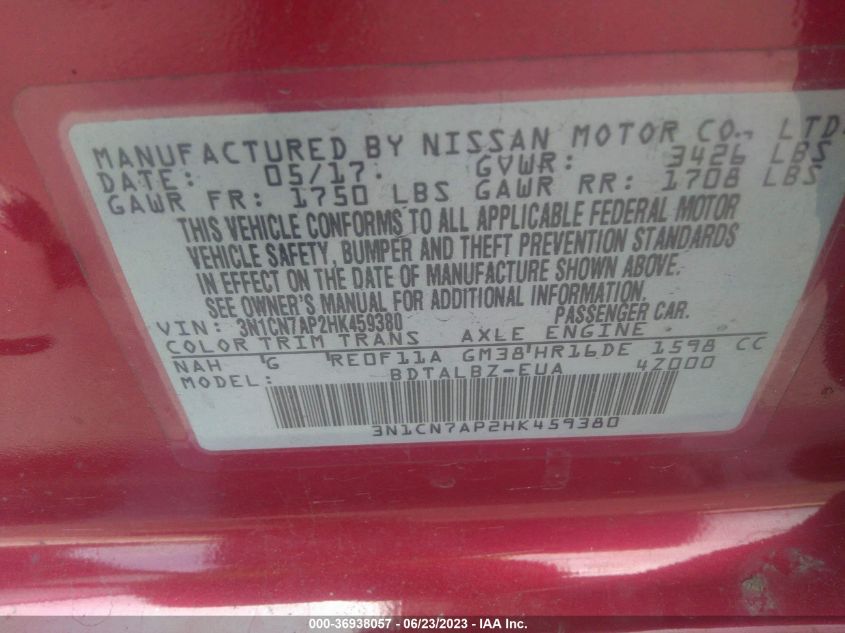 MANUFACTURED BY NISSAN MOTOR CO., LTD.
DATE: 05/17 GVWR: 3426 LBS
GAWR FR: 1750 LBS GAWR RR: 1708 LBS
THIS VEHICLE CONFORMS TO ALL APPLICABLE FEDERAL MOTOR
VEHICLE SAFETY, BUMPER AND THEFT PREVENTION STANDARDS
IN EFFECT ON THE DATE OF MANUFACTURE SHOWN ABOVE.
SEE OWNER'S MANUAL FOR ADDITIONAL INFORMATION.
VIN: 3N1CN7AP2HK459380 PASSENGER CAR.
COLOR TRIM TRANS AXLE ENGINE
NAH G RE0F11A GM38 HR16DE 1598 CC
MODEL: BDTALBZ-EUA 4Z000
3N1CN7AP2HK459380
000-36938057 - 06/23/2023 - IAA Inc.